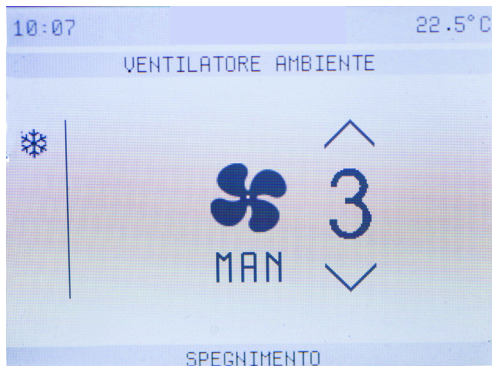 10:07 22.5°C
VENTILATORE AMBIENTE
3
MAN
SPEGNIMENTO